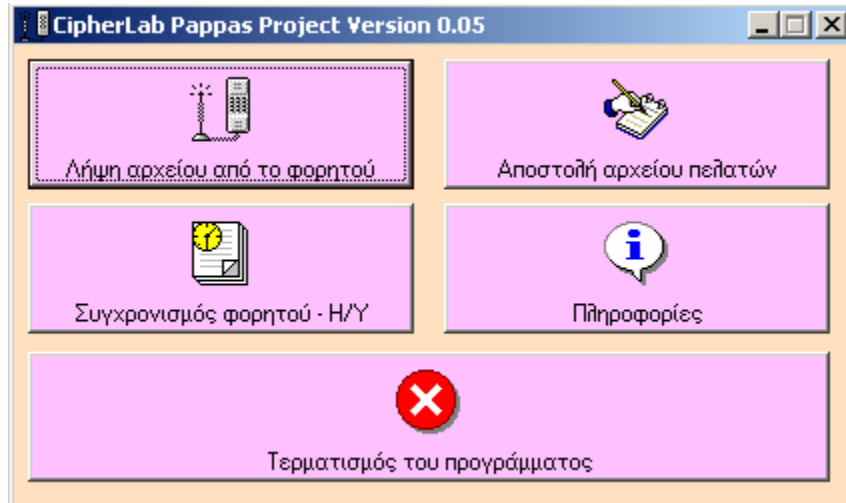 CipherLab Pappas Project Version 0.05
Λήψη αρχείου από το φορητού
Αποστολή αρχείου πελατών
Συγχρονισμός φορητού - Η/Υ
Πληροφορίες
Τερματισμός του προγράμματος